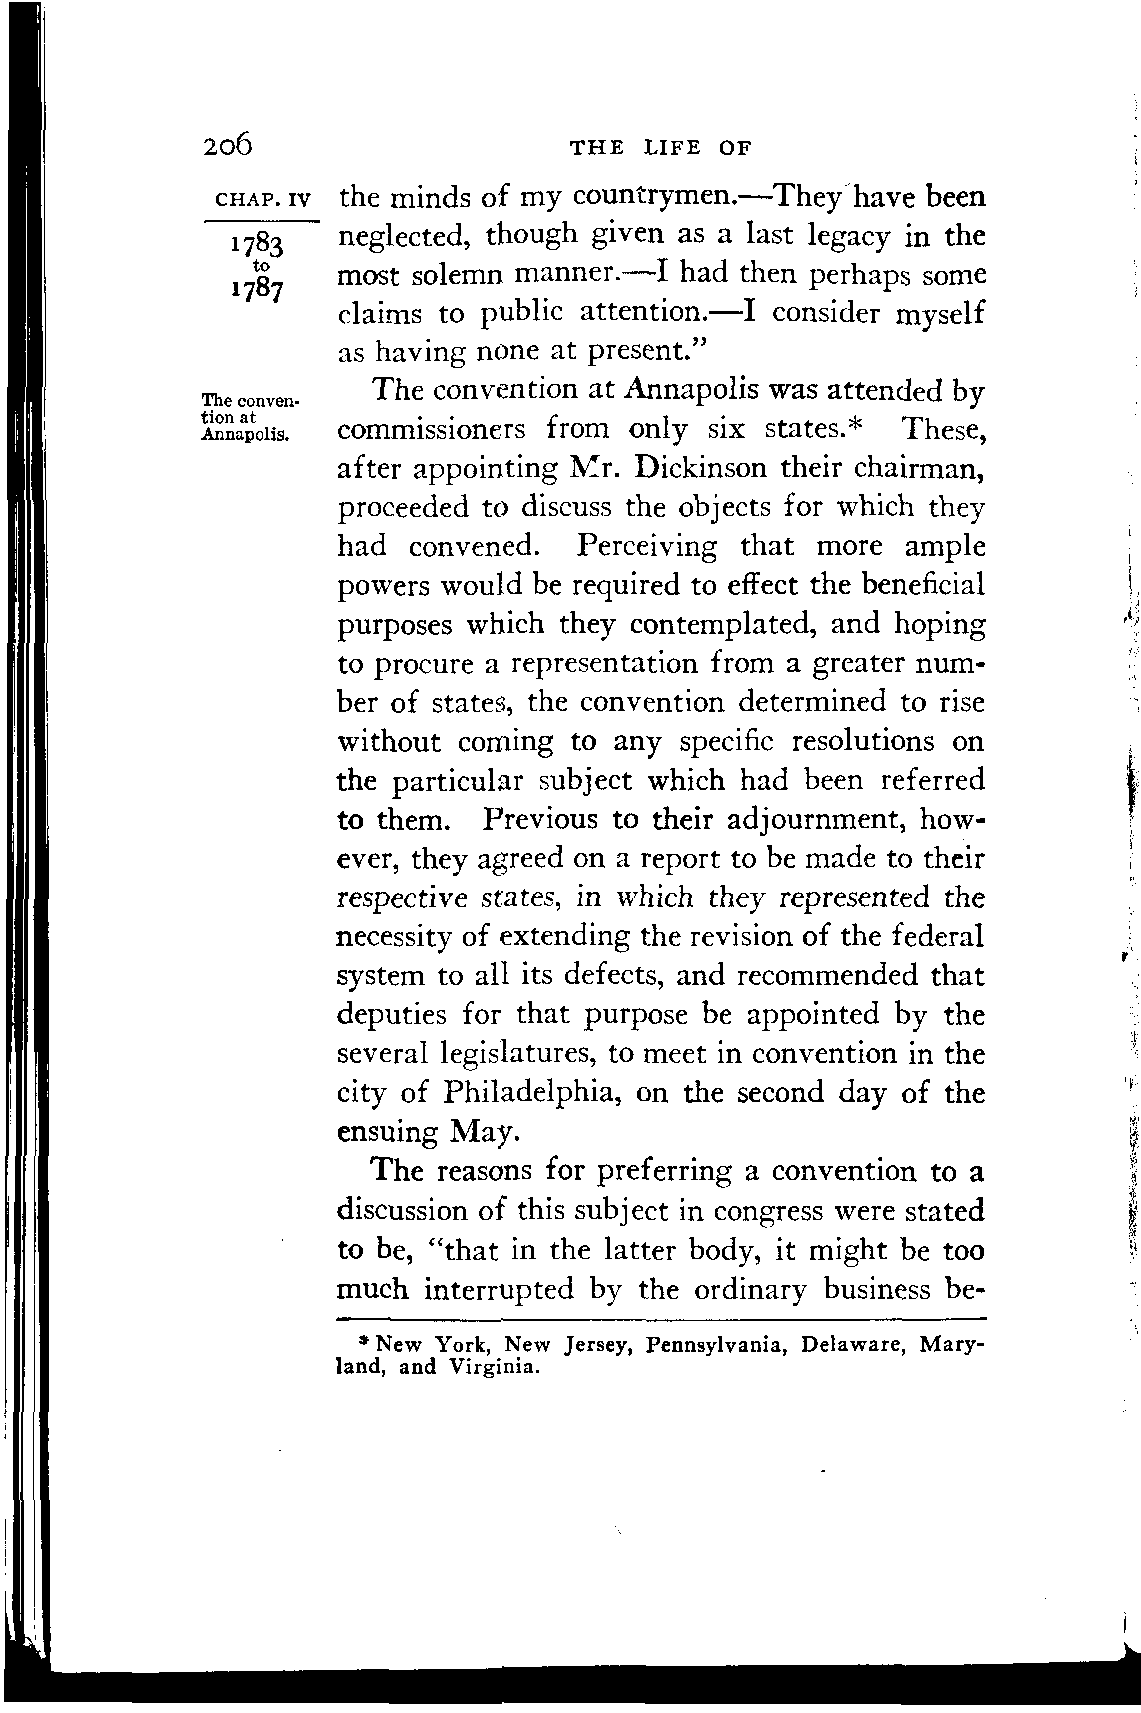 206
THE LIFE OF
CHAP. IV
1783
to
1787
the minds of my countrymen.—They have been
neglected, though given as a last legacy in the
most solemn manner.—I had then perhaps some
claims to public attention.—I consider myself
as having none at present."
The conven-
tion at
Annapolis.
The convention at Annapolis was attended by
commissioners from only six states.* These,
after appointing Mr. Dickinson their chairman,
proceeded to discuss the objects for which they
had convened. Perceiving that more ample
powers would be required to effect the beneficial
purposes which they contemplated, and hoping
to procure a representation from a greater num-
ber of states, the convention determined to rise
without coming to any specific resolutions on
the particular subject which had been referred
to them. Previous to their adjournment, how-
ever, they agreed on a report to be made to their
respective states, in which they represented the
necessity of extending the revision of the federal
system to all its defects, and recommended that
deputies for that purpose be appointed by the
several legislatures, to meet in convention in the
city of Philadelphia, on the second day of the
ensuing May.
The reasons for preferring a convention to a
discussion of this subject in congress were stated
to be, "that in the latter body, it might be too
much interrupted by the ordinary business be-
* New York, New Jersey, Pennsylvania, Delaware, Mary-
land, and Virginia.